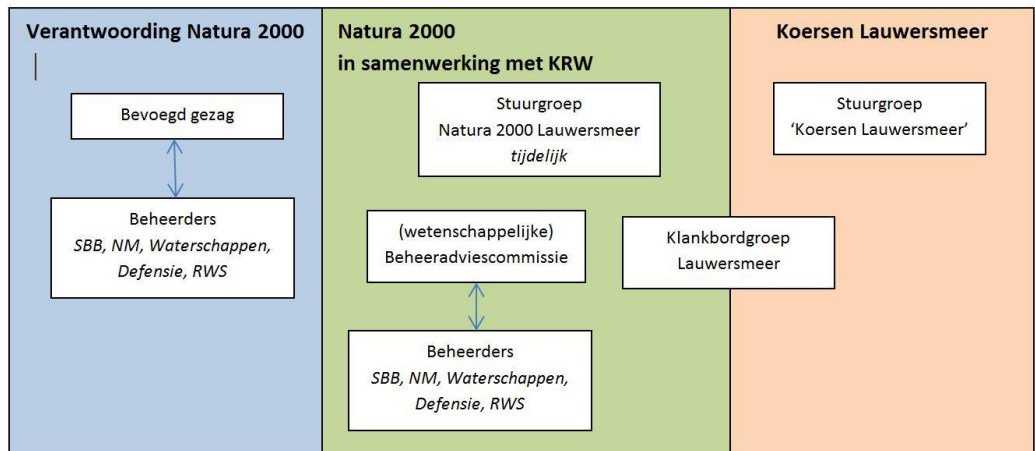 Verantwoording Natura 2000
Bevoegd gezag
Beheerders
SBB, NM, Waterschappen,
Defensie, RWS
Natura 2000
in samenwerking met KRW
Stuurgroep
Natura 2000 Lauwersmeer
tijdelijk
(wetenschappelijke)
Beheeradviescommissie
Beheerders
SBB, NM, Waterschappen,
Defensie, RWS
Klankbordgroep
Lauwersmeer
Koersen Lauwersmeer
Stuurgroep
‘Koersen Lauwersmeer’